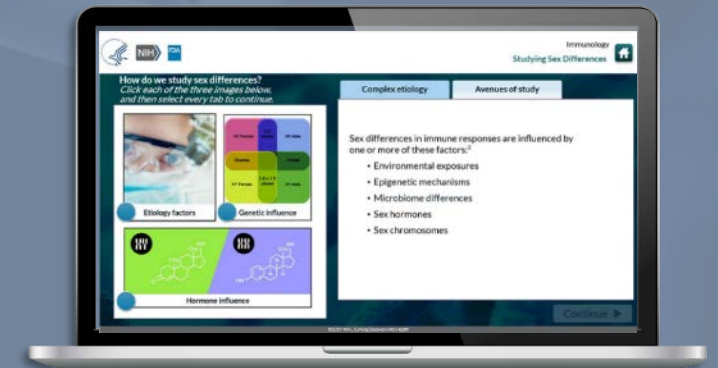 NIH
FDA
Immunology
Studying Sex Differences
How do we study sex differences?
Click each of the three images below,
and then select every tab to continue.
Complex etiology
Avenues of study
Etiology factors
Genetic influence
Hormone influence
Sex differences in immune responses are influenced by
one or more of these factors:2
• Environmental exposures
• Epigenetic mechanisms
• Microbiome differences
• Sex hormones
• Sex chromosomes
Continue